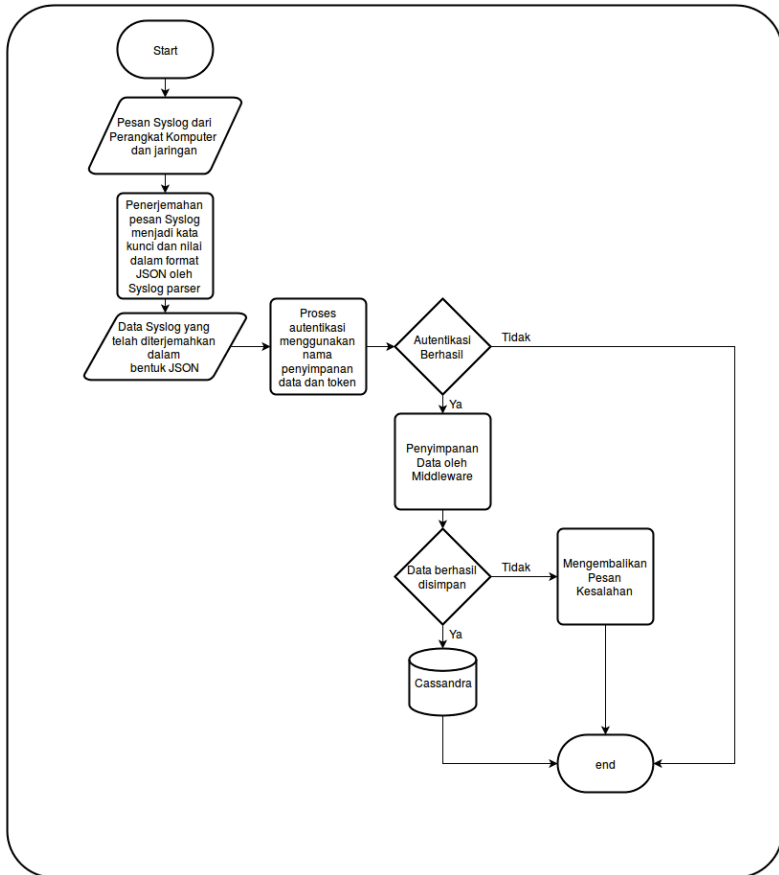 Start
Pesan Syslog dari
Perangkat Komputer
dan jaringan
Penerjemahan
pesan Syslog
menjadi kata
kunci dan nilai
dalam format
JSON oleh
Syslog parser
Data Syslog yang
telah diterjemahkan
dalam
bentuk JSON
Proses
autentikasi
menggunakan
nama
penyimpanan
data dan token
Autentikasi
Berhasil
Tidak
Ya
Penyimpanan
Data oleh
Middleware
Data berhasil
disimpan
Tidak
Mengembalikan
Pesan
Kesalahan
Ya
Cassandra
end